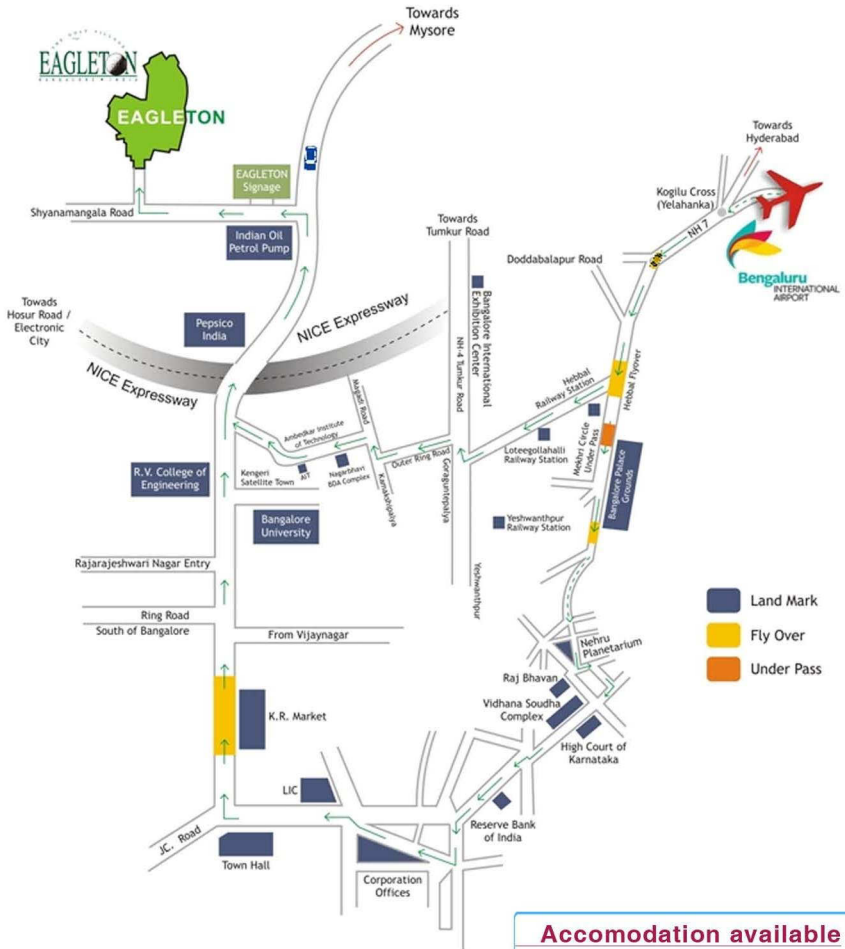 Towards
Mysore
EAGLETON
EAGLETON
Towards
Hyderabad
EAGLETON
Signage
Kogilu Cross
(Yelahanka)
Shyanamangala Road
Indian Oil
Petrol Pump
NH 7
Towards
Tumkur Road
Doddabalapur Road
Bengaluru
INTERNATIONAL
AIRPORT
Towads
Hosur Road /
Electronic
City
Pepsico
India
NICE Expressway
NICE Expressway
Bangalore International
Exhibition Center
NH-4 Tumkur Road
Hebbal
Railway Station
Hebbal Flyover
Magadi Road
Ambedkar Institute
of Technology
Mekhri Circle
Under Pass
Loteegollahalli
Railway Station
Outer Ring Road
R.V. College of
Engineering
Kengeri
Satellite Town
AIT
Nagarbhavi
BDA Complex
Kamakshipalya
Goraguntepalya
Bangalore Palace
Grounds
Bangalore
University
Yeshwanthpur
Railway Station
Rajarajeshwari Nagar Entry
Yeshwanthpur
Land Mark
Ring Road
South of Bangalore
From Vijaynagar
Fly Over
Nehru
Planetarium
Under Pass
Raj Bhavan
Vidhana Soudha
Complex
K.R. Market
High Court of
Karnataka
LIC
Reserve Bank
of India
JC. Road
Town Hall
Corporation
Offices
Accomodation available